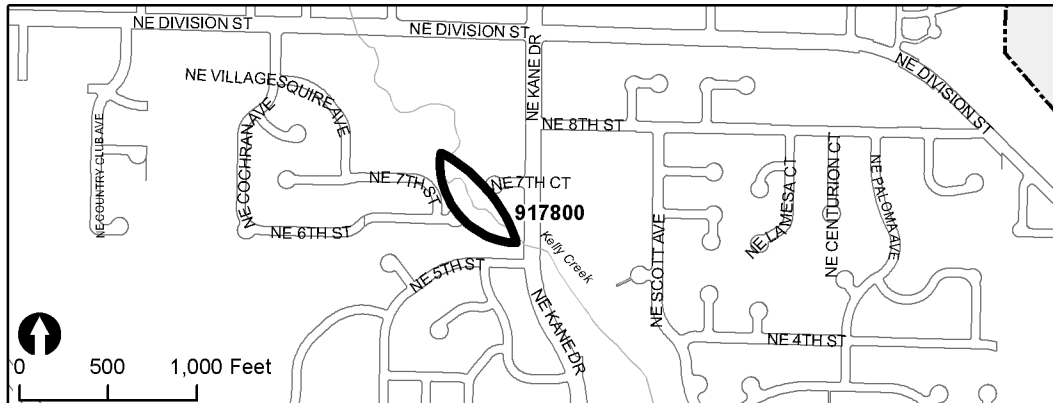 NE DIVISION ST
NE DIVISION ST
NE DIVISION ST
NE KANE DR
NE VILLAGESQUIRE AVE
NE COUNTRY CLUB AVE
NE COCHRAN AVE
NE 8TH ST
NE 7TH ST
NE 7TH CT
917800
NE 6TH ST
NE 5TH ST
Kelly Creek
NE KANE DR
NE SCOTT AVE
NE LAMESA CT
NE CENTURION CT
NE PALOMA AVE
NE 4TH ST
0 500 1,000 Feet